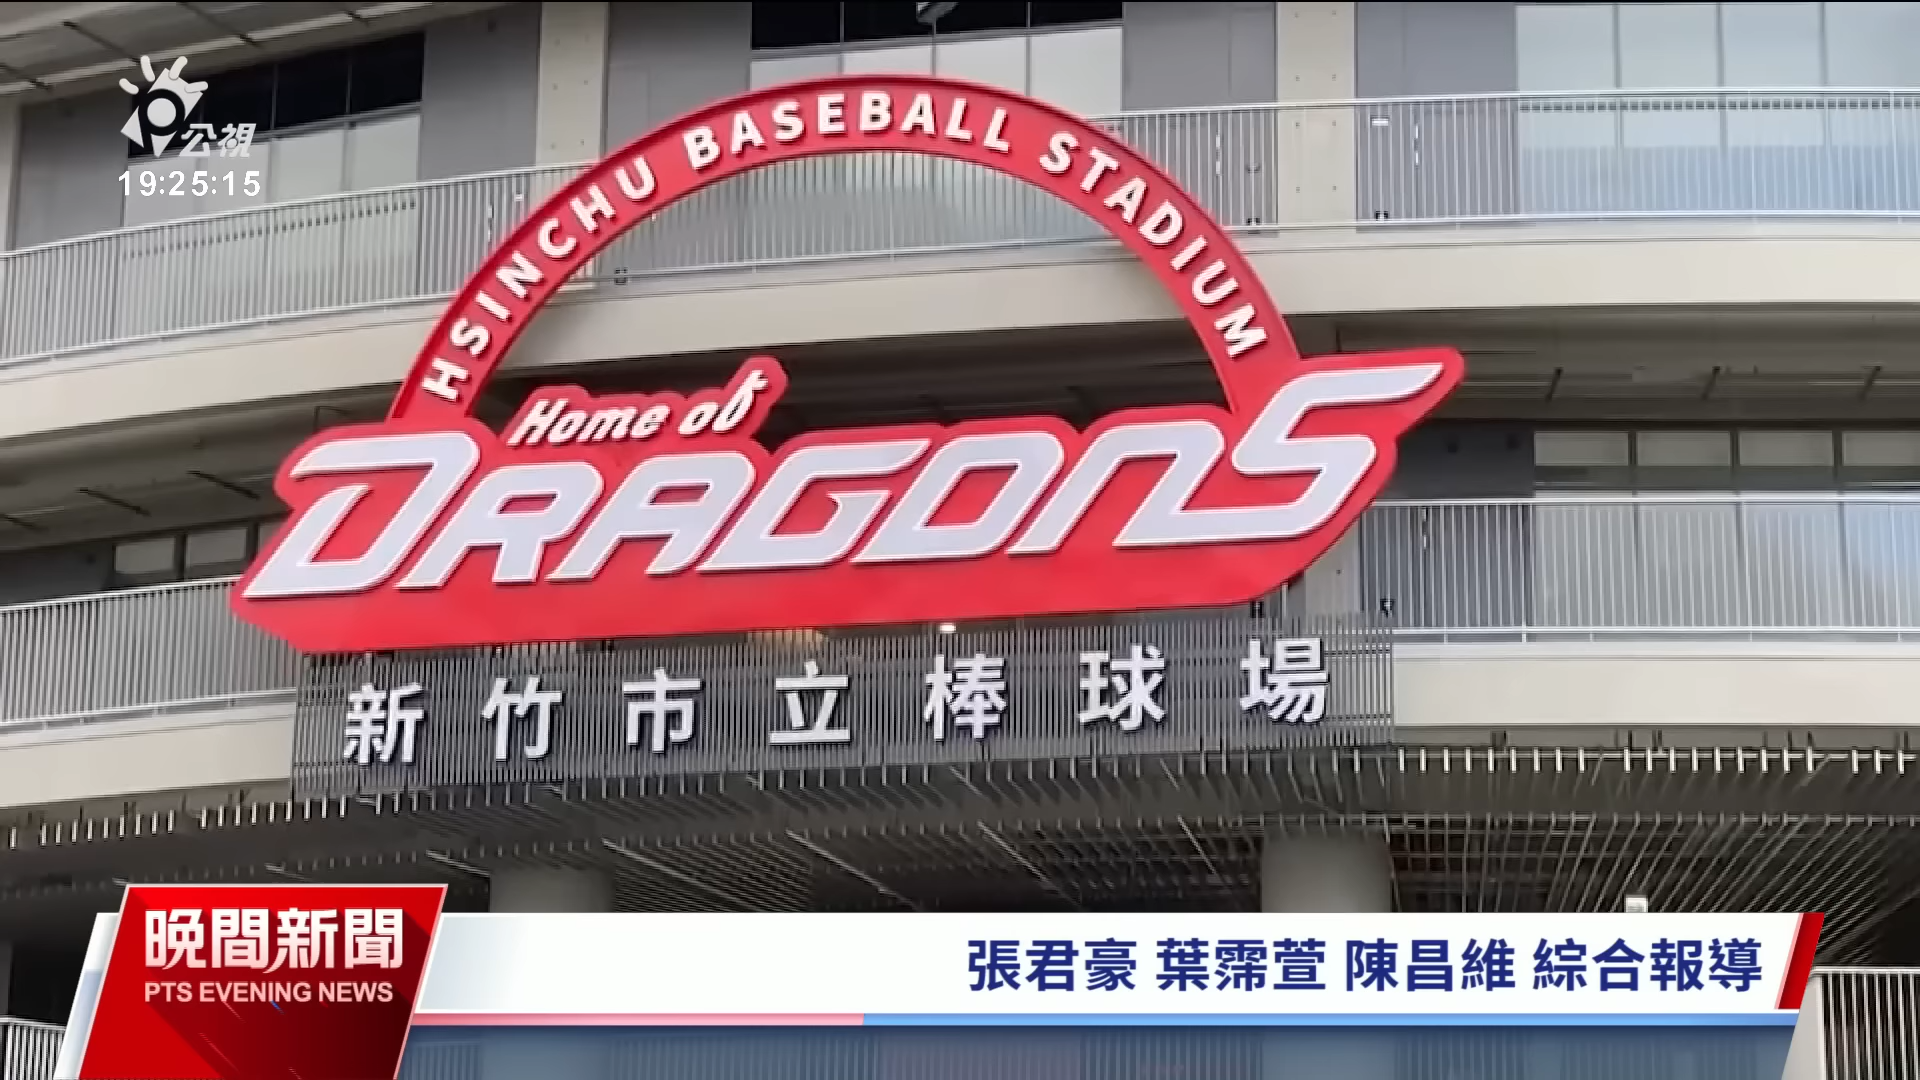 公視
19:25:15
HSINCHU BASEBALL STADIUM
Home of
DRAGONS
新竹市立棒球場
晚間新聞
PTS EVENING NEWS
張君豪 葉霈萱 陳昌維 綜合報導